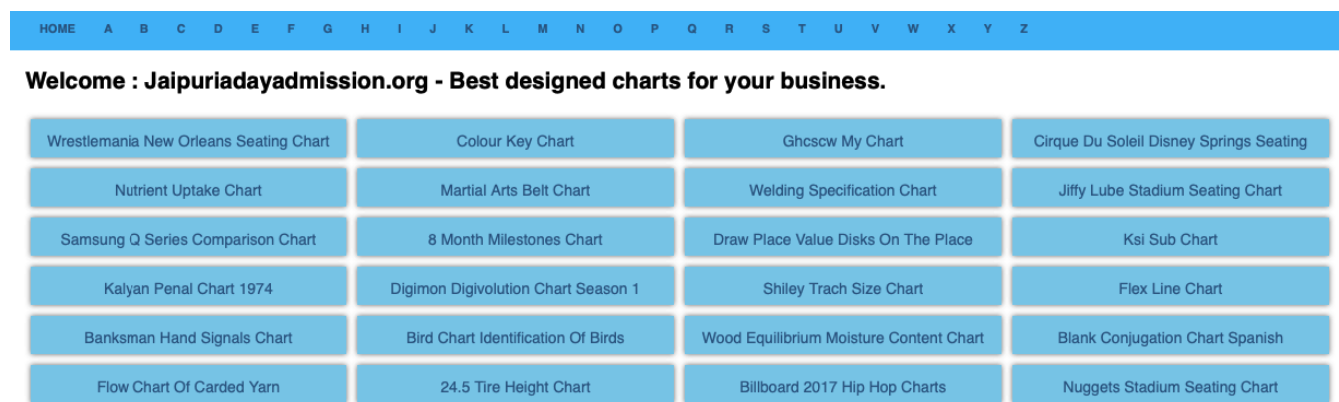 HOME A B C D E F G H I J K L M N O P Q R S T U V W X Y Z
Welcome : Jaipuriadayadmission.org - Best designed charts for your business.
Wrestlemania New Orleans Seating Chart Colour Key Chart Ghcscw My Chart Cirque Du Soleil Disney Springs Seating
Nutrient Uptake Chart Martial Arts Belt Chart Welding Specification Chart Jiffy Lube Stadium Seating Chart
Samsung Q Series Comparison Chart 8 Month Milestones Chart Draw Place Value Disks On The Place Ksi Sub Chart
Kalyan Penal Chart 1974 Digimon Digivolution Chart Season 1 Shiley Trach Size Chart Flex Line Chart
Banksman Hand Signals Chart Bird Chart Identification Of Birds Wood Equilibrium Moisture Content Chart Blank Conjugation Chart Spanish
Flow Chart Of Carded Yarn 24.5 Tire Height Chart Billboard 2017 Hip Hop Charts Nuggets Stadium Seating Chart